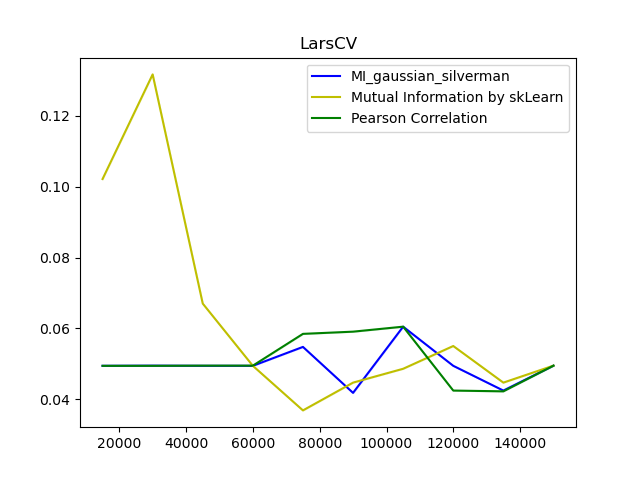 LarsCV
MI_gaussian_silverman
Mutual Information by skLearn
Pearson Correlation
0.12
0.10
0.08
0.06
0.04
20000 40000 60000 80000 100000 120000 140000